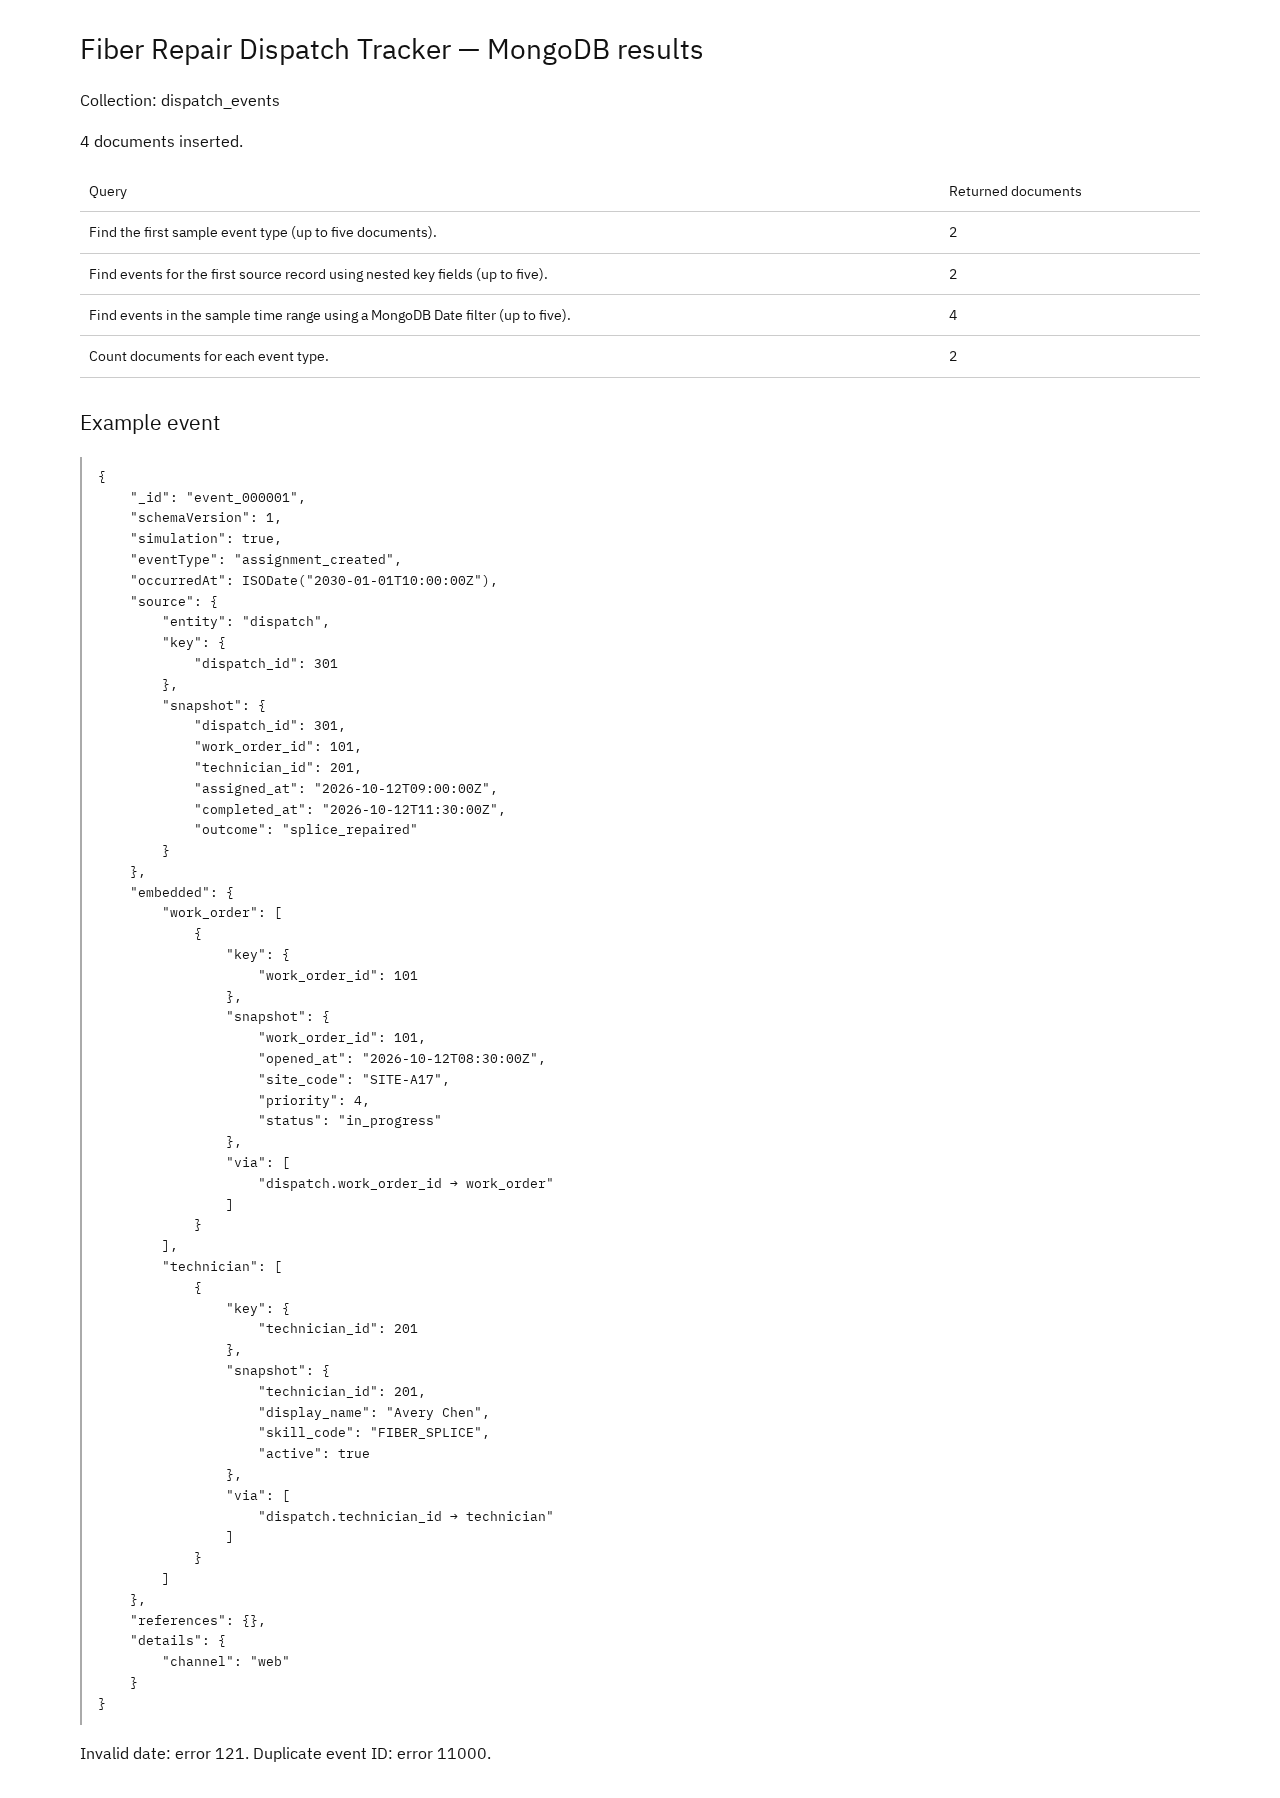 Fiber Repair Dispatch Tracker — MongoDB results
Collection: dispatch_events
4 documents inserted.
Query Returned documents
Find the first sample event type (up to five documents). 2
Find events for the first source record using nested key fields (up to five). 2
Find events in the sample time range using a MongoDB Date filter (up to five). 4
Count documents for each event type. 2
Example event
{
    "_id": "event_000001",
    "schemaVersion": 1,
    "simulation": true,
    "eventType": "assignment_created",
    "occurredAt": ISODate("2030-01-01T10:00:00Z"),
    "source": {
        "entity": "dispatch",
        "key": {
            "dispatch_id": 301
        },
        "snapshot": {
            "dispatch_id": 301,
            "work_order_id": 101,
            "technician_id": 201,
            "assigned_at": "2026-10-12T09:00:00Z",
            "completed_at": "2026-10-12T11:30:00Z",
            "outcome": "splice_repaired"
        }
    },
    "embedded": {
        "work_order": [
            {
                "key": {
                    "work_order_id": 101
                },
                "snapshot": {
                    "work_order_id": 101,
                    "opened_at": "2026-10-12T08:30:00Z",
                    "site_code": "SITE-A17",
                    "priority": 4,
                    "status": "in_progress"
                },
                "via": [
                    "dispatch.work_order_id → work_order"
                ]
            }
        ],
        "technician": [
            {
                "key": {
                    "technician_id": 201
                },
                "snapshot": {
                    "technician_id": 201,
                    "display_name": "Avery Chen",
                    "skill_code": "FIBER_SPLICE",
                    "active": true
                },
                "via": [
                    "dispatch.technician_id → technician"
                ]
            }
        ]
    },
    "references": {},
    "details": {
        "channel": "web"
    }
}
Invalid date: error 121. Duplicate event ID: error 11000.